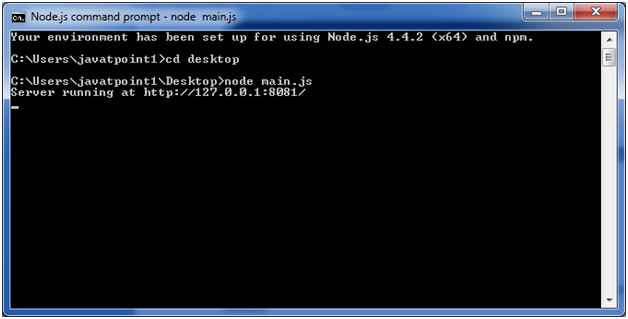 Node.js command prompt - node main.js
Your environment has been set up for using Node.js 4.4.2 (x64) and npm.
C:\Users\javatpoint1>cd desktop
C:\Users\javatpoint1\Desktop>node main.js
Server running at http://127.0.0.1:8081/